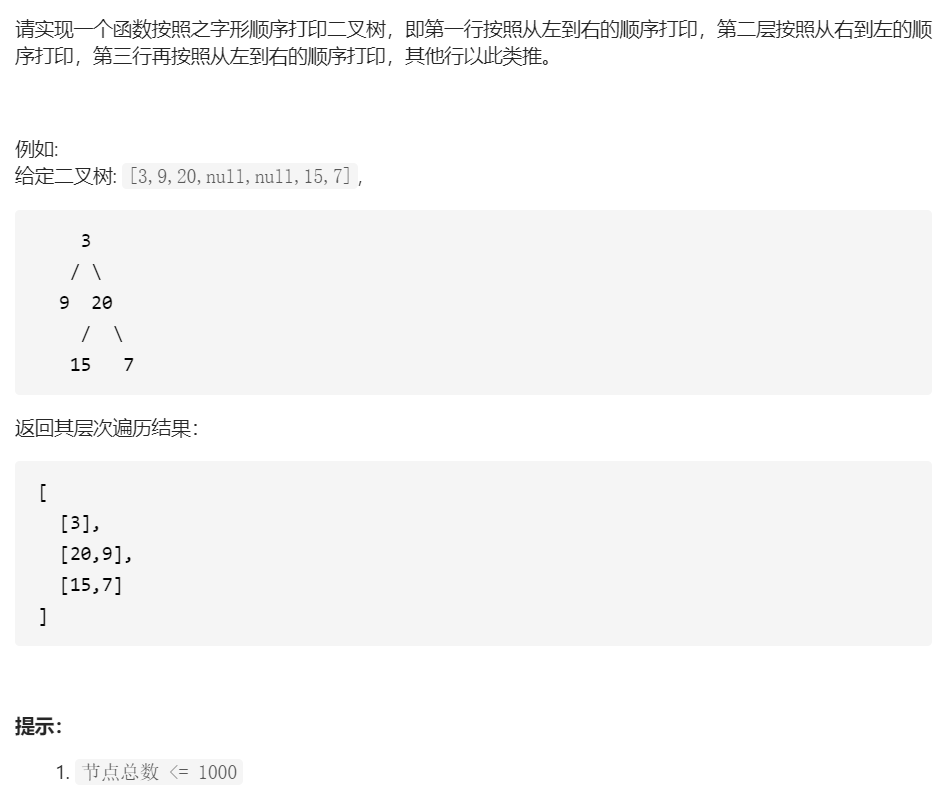 请实现一个函数按照之字形顺序打印二叉树，即第一行按照从左到右的顺序打印，第二层按照从右到左的顺
序打印，第三行再按照从左到右的顺序打印，其他行以此类推。
例如:
给定二叉树: [3,9,20,null,null,15,7],
3
/ \
9  20
/  \
15   7
返回其层次遍历结果：
[
[3],
[20,9],
[15,7]
]
提示：
1. 节点总数 <= 1000